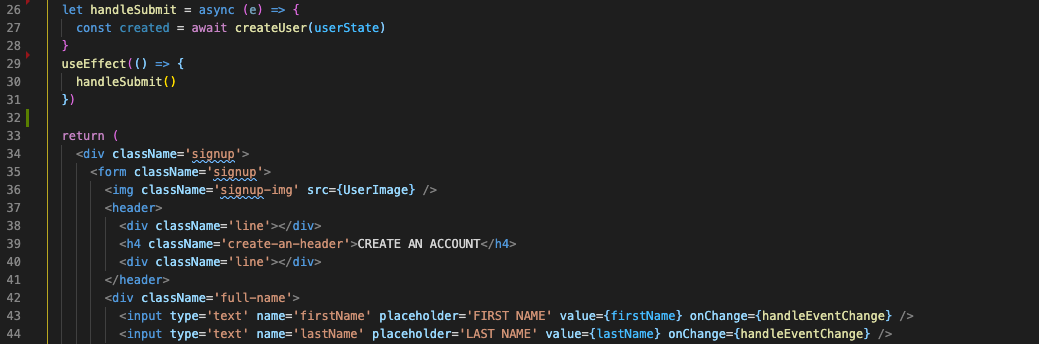 26 let handleSubmit = async (e) => {
27 const created = await createUser(userState)
28 }
29 useEffect(() => {
30 handleSubmit()
31 })
32
33 return (
34 <div className='signup'>
35 <form className='signup'>
36 <img className='signup-img' src={UserImage} />
37 <header>
38 <div className='line'></div>
39 <h4 className='create-an-header'>CREATE AN ACCOUNT</h4>
40 <div className='line'></div>
41 </header>
42 <div className='full-name'>
43 <input type='text' name='firstName' placeholder='FIRST NAME' value={firstName} onChange={handleEventChange} />
44 <input type='text' name='lastName' placeholder='LAST NAME' value={lastName} onChange={handleEventChange} />